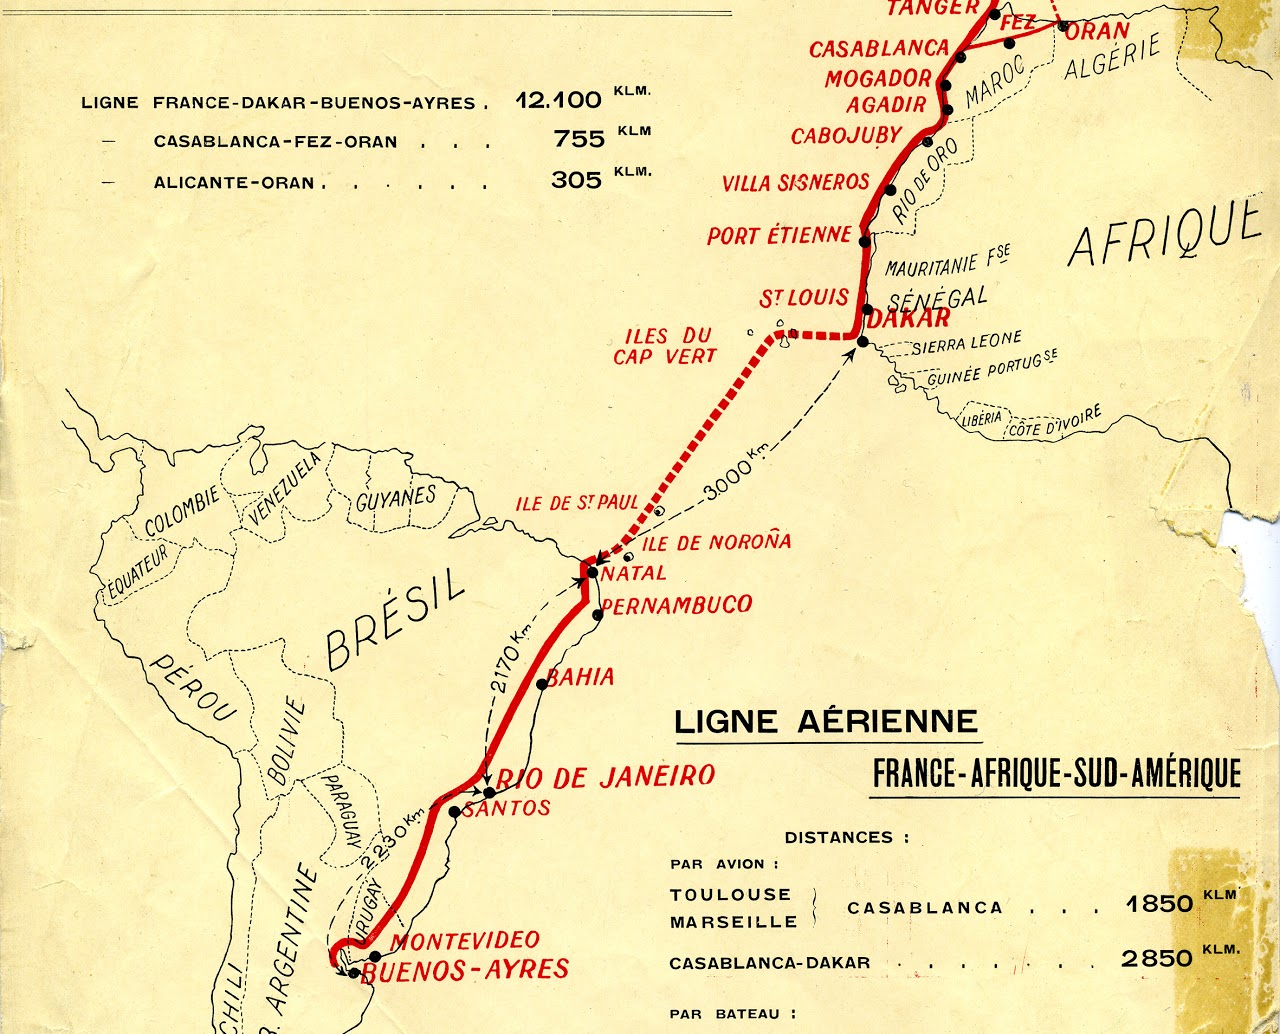 TANGER
FEZ
ORAN
CASABLANCA
ALGÉRIE
MAROC
MOGADOR
AGADIR
CABOJUBY
RIO DE ORO
VILLA SISNEROS
PORT ÉTIENNE
AFRIQUE
MAURITANIE FSE
ST LOUIS
SÉNÉGAL
DAKAR
ILES DU
CAP VERT
SIERRA LEONE
GUINÉE PORTUGSE
LIBÉRIA
CÔTE D'IVOIRE
LIGNE FRANCE-DAKAR-BUENOS-AYRES. 12.100 KLM.
— CASABLANCA-FEZ-ORAN . . . 755 KLM
— ALICANTE-ORAN. . . . . . 305 KLM.
3.000 Km
COLOMBIE
VENEZUELA
GUYANES
ÉQUATEUR
ILE DE ST PAUL
ILE DE NOROÑA
NATAL
PERNAMBUCO
BRÉSIL
2170 Km
BAHIA
PÉROU
BOLIVIE
RIO DE JANEIRO
SANTOS
PARAGUAY
2230 Km
URUGAY
MONTEVIDEO
BUENOS-AYRES
R. ARGENTINE
CHILI
LIGNE AÉRIENNE
FRANCE-AFRIQUE-SUD-AMÉRIQUE
DISTANCES :
PAR AVION :
TOULOUSE
MARSEILLE } CASABLANCA . . . 1850 KLM
CASABLANCA-DAKAR . . . . . . . 2850 KLM.
PAR BATEAU :